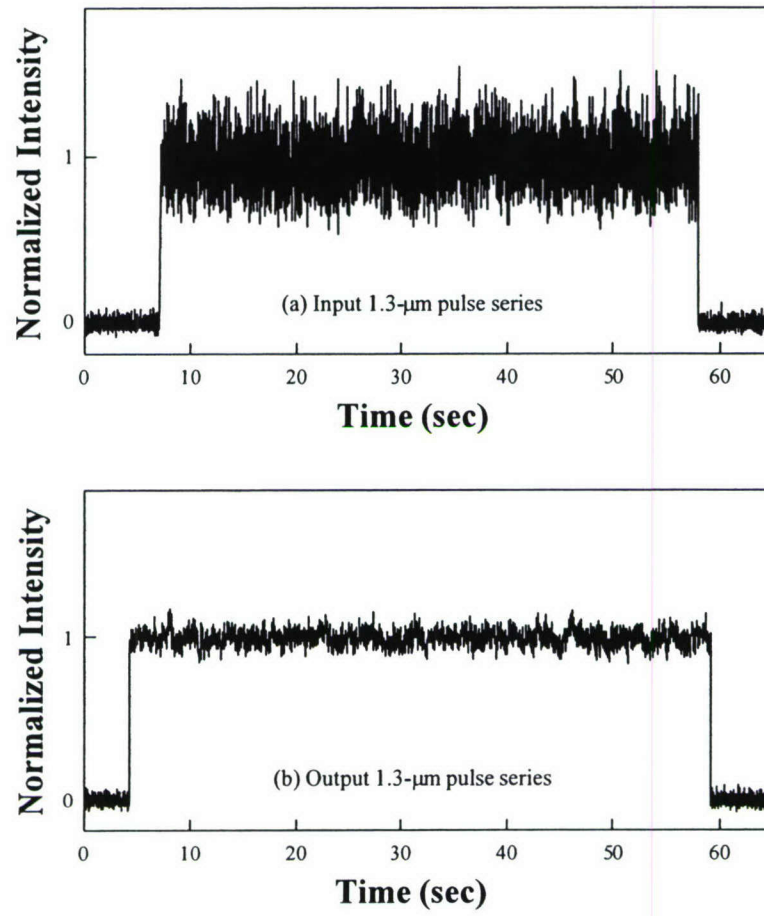 Normalized Intensity
1
0
(a) Input 1.3-μm pulse series
0 10 20 30 40 50 60
Time (sec)
Normalized Intensity
1
0
(b) Output 1.3-μm pulse series
0 10 20 30 40 50 60
Time (sec)